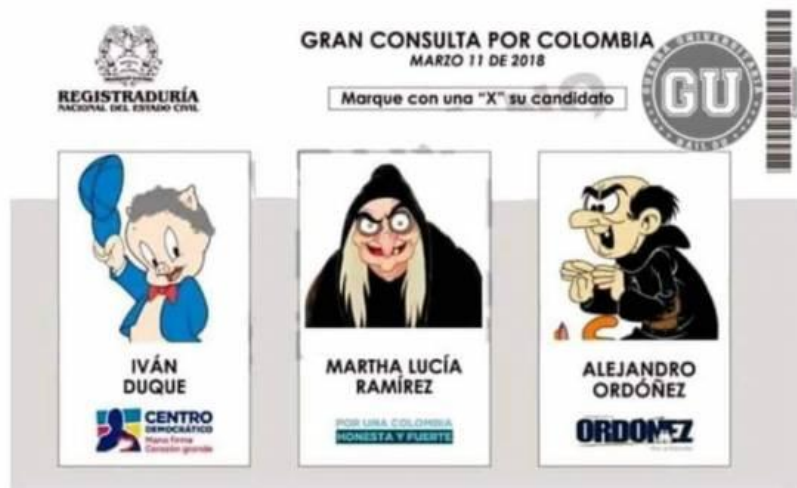 GRAN CONSULTA POR COLOMBIA
MARZO 11 DE 2018
REGISTRADURÍA
NACIONAL DEL ESTADO CIVIL
Marque con una "X" su candidato
GU
IVÁN
DUQUE
CENTRO
DEMOCRÁTICO
Mano firme
Corazón grande
MARTHA LUCÍA
RAMÍREZ
POR UNA COLOMBIA
HONESTA Y FUERTE
ALEJANDRO
ORDÓÑEZ
ORDOÑEZ